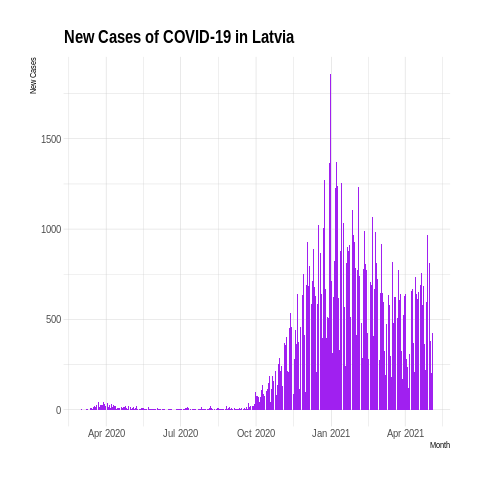 New Cases of COVID-19 in Latvia
New Cases
1500
1000
500
0
Apr 2020 Jul 2020 Oct 2020 Jan 2021 Apr 2021
Month